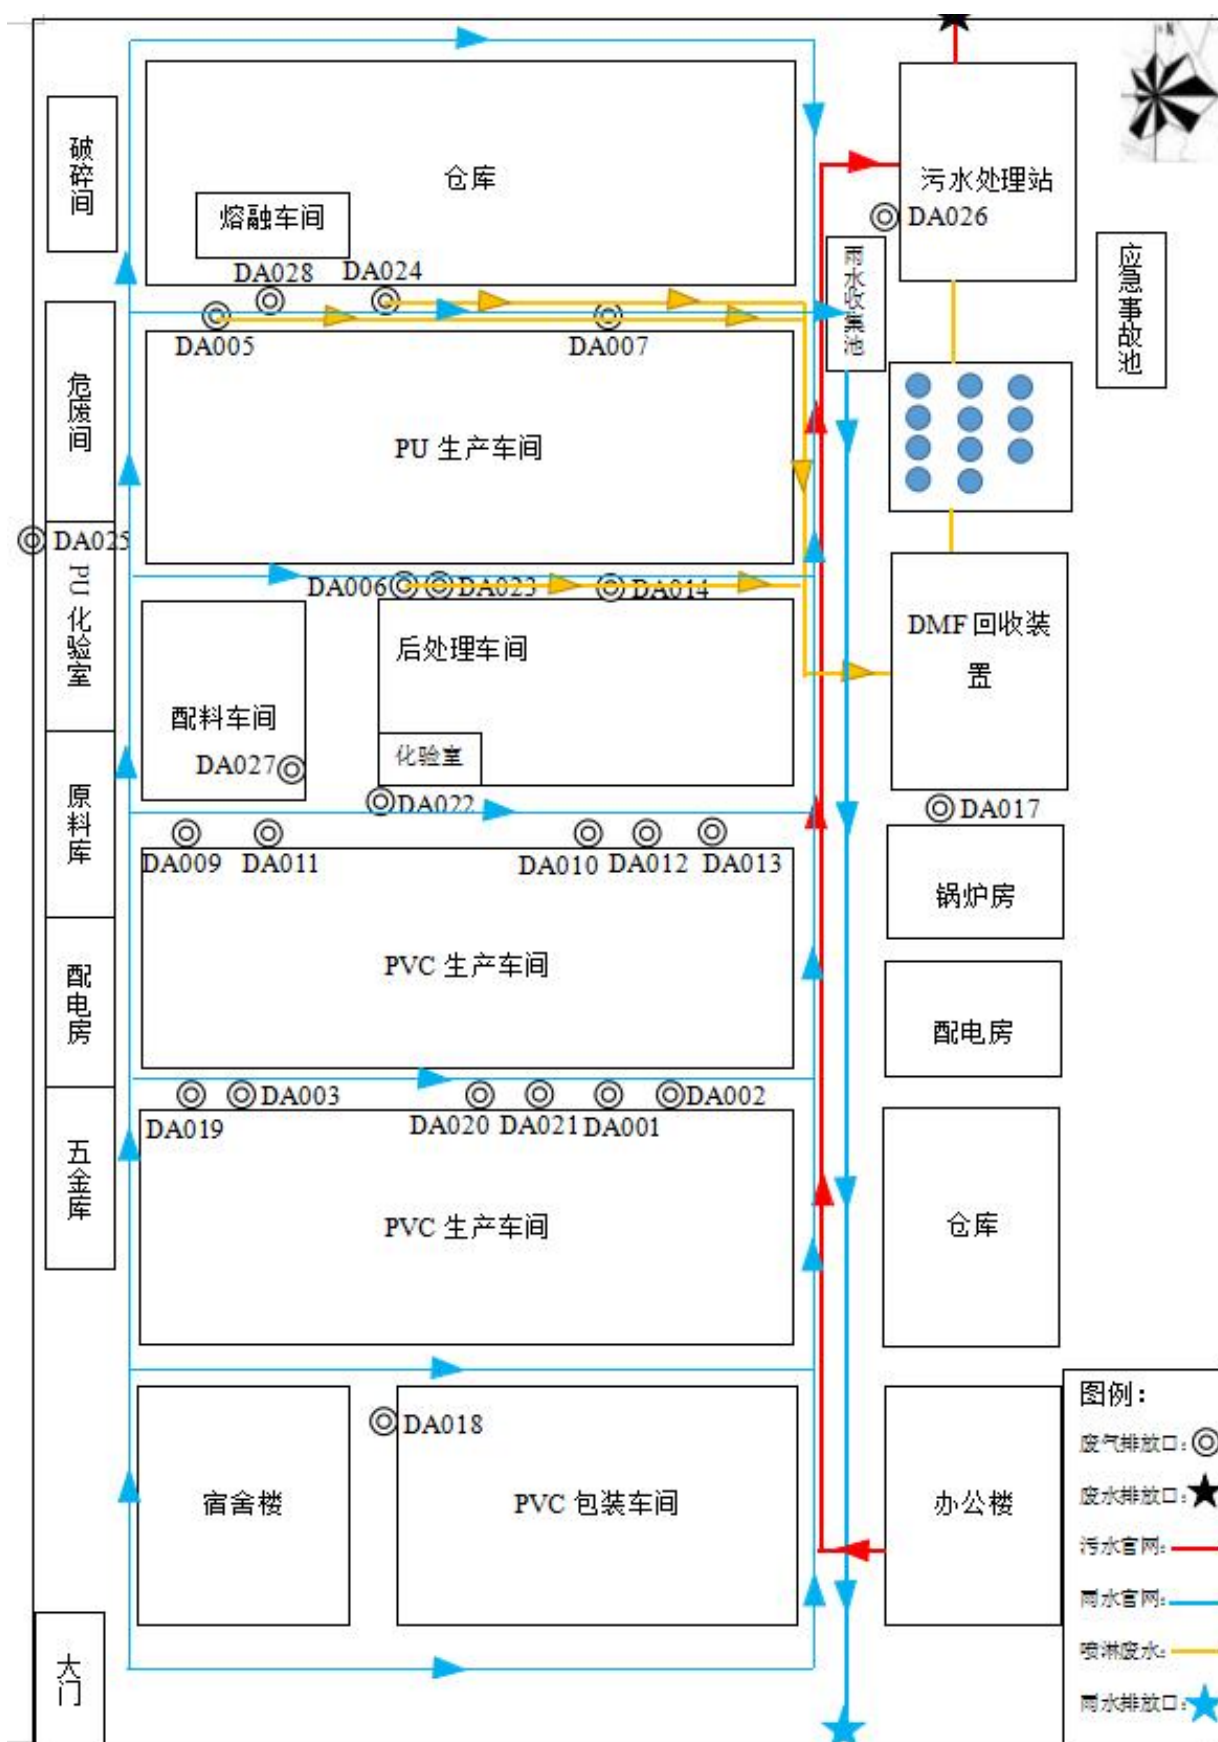 N
破碎间
仓库
熔融车间
污水处理站
DA026
DA028
DA024
雨水收集池
应急事故池
DA005
DA007
危废间
PU 生产车间
DA025
PU 化验室
DA006
DA023
DA014
DMF 回收装
置
后处理车间
配料车间
DA027
化验室
DA022
原料库
DA017
DA009
DA011
DA010
DA012
DA013
锅炉房
PVC 生产车间
配电房
配电房
DA003
DA002
DA019
DA020
DA021
DA001
五金库
PVC 生产车间
仓库
DA018
宿舍楼
PVC 包装车间
办公楼
大门
图例：
废气排放口：
废水排放口：
污水官网：
雨水官网：
喷淋废水：
雨水排放口：